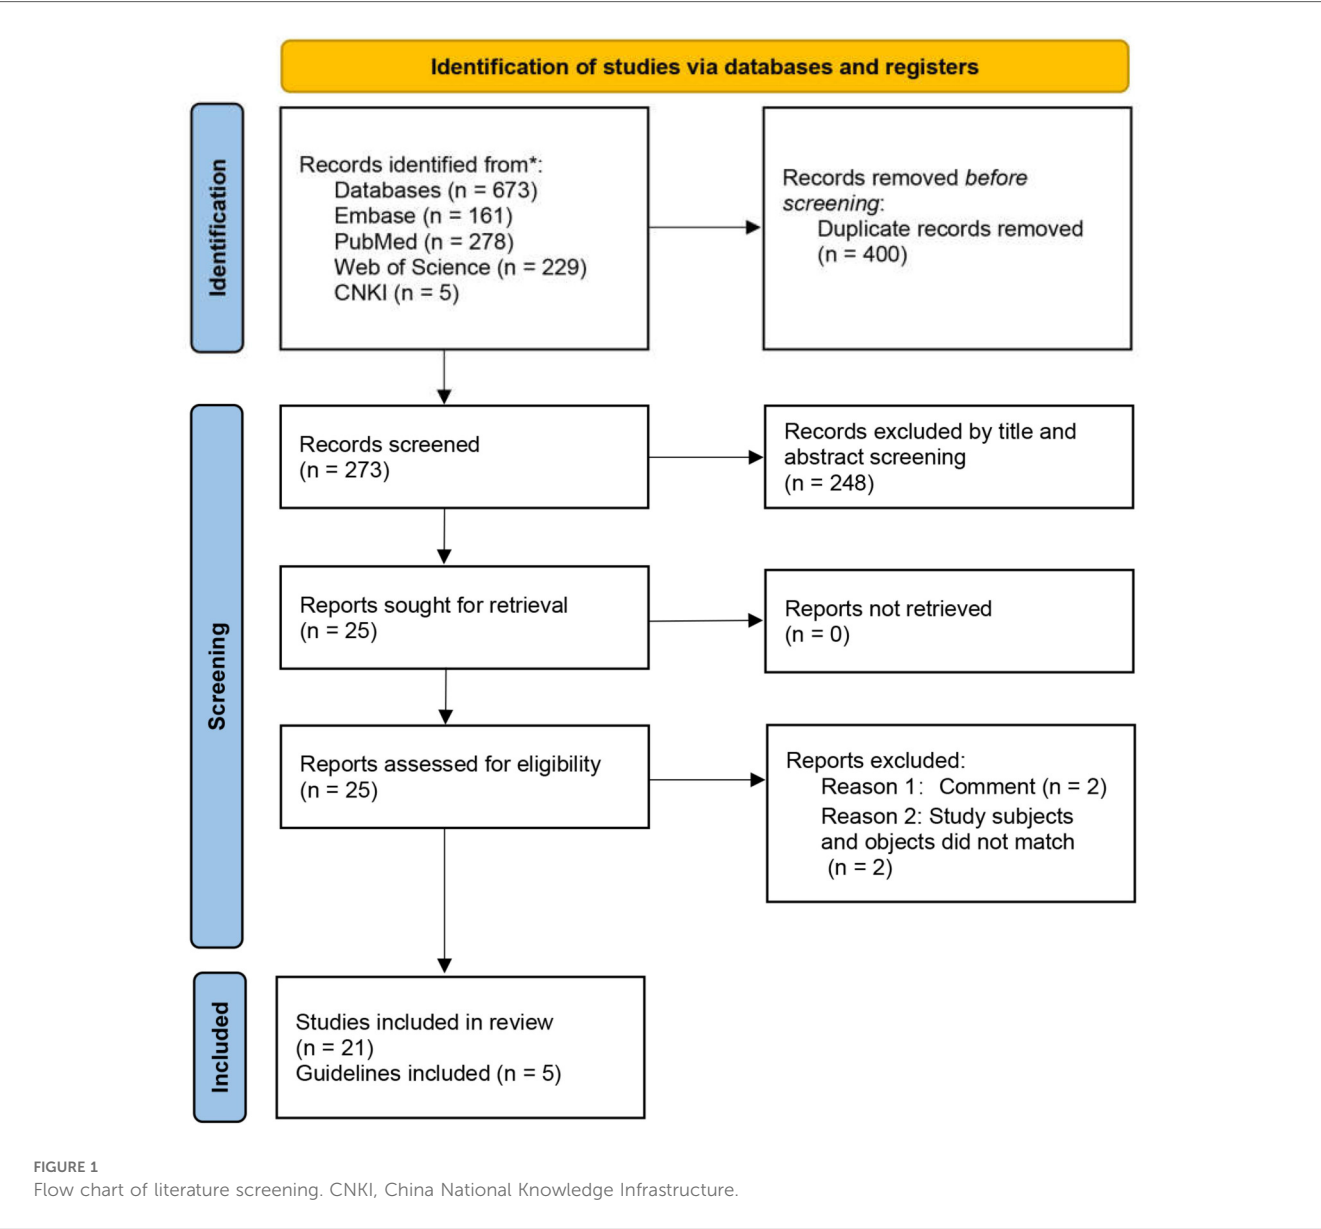 Identification of studies via databases and registers
Identification
Records identified from*:
Databases (n = 673)
Embase (n = 161)
PubMed (n = 278)
Web of Science (n = 229)
CNKI (n = 5)
Records removed before
screening:
Duplicate records removed
(n = 400)
Screening
Records screened
(n = 273)
Records excluded by title and
abstract screening
(n = 248)
Reports sought for retrieval
(n = 25)
Reports not retrieved
(n = 0)
Reports assessed for eligibility
(n = 25)
Reports excluded:
Reason 1: Comment (n = 2)
Reason 2: Study subjects
and objects did not match
(n = 2)
Included
Studies included in review
(n = 21)
Guidelines included (n = 5)
FIGURE 1
Flow chart of literature screening. CNKI, China National Knowledge Infrastructure.